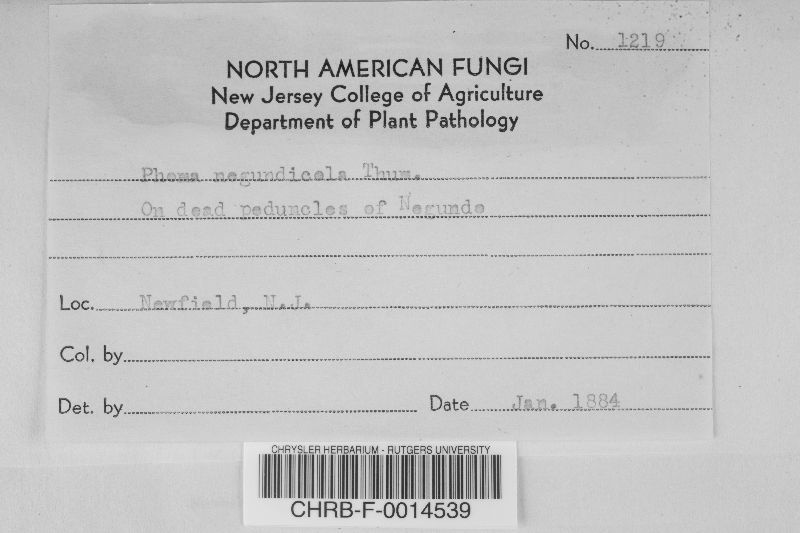 No. 1219
NORTH AMERICAN FUNGI
New Jersey College of Agriculture
Department of Plant Pathology
Phoma negundicola Thum.
On dead peduncles of Negundo
Loc. Newfield, N.J.
Col. by
Det. by Date Jan. 1884
CHRYSLER HERBARIUM - RUTGERS UNIVERSITY
CHRB-F-0014539